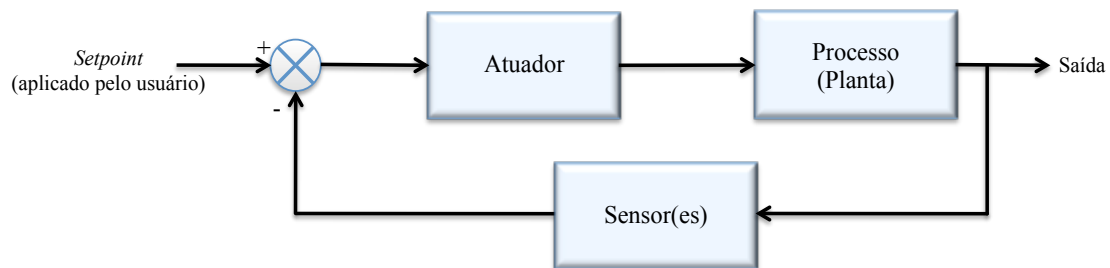 Setpoint
(aplicado pelo usuário)
+
-
Atuador
Processo
(Planta)
Saída
Sensor(es)